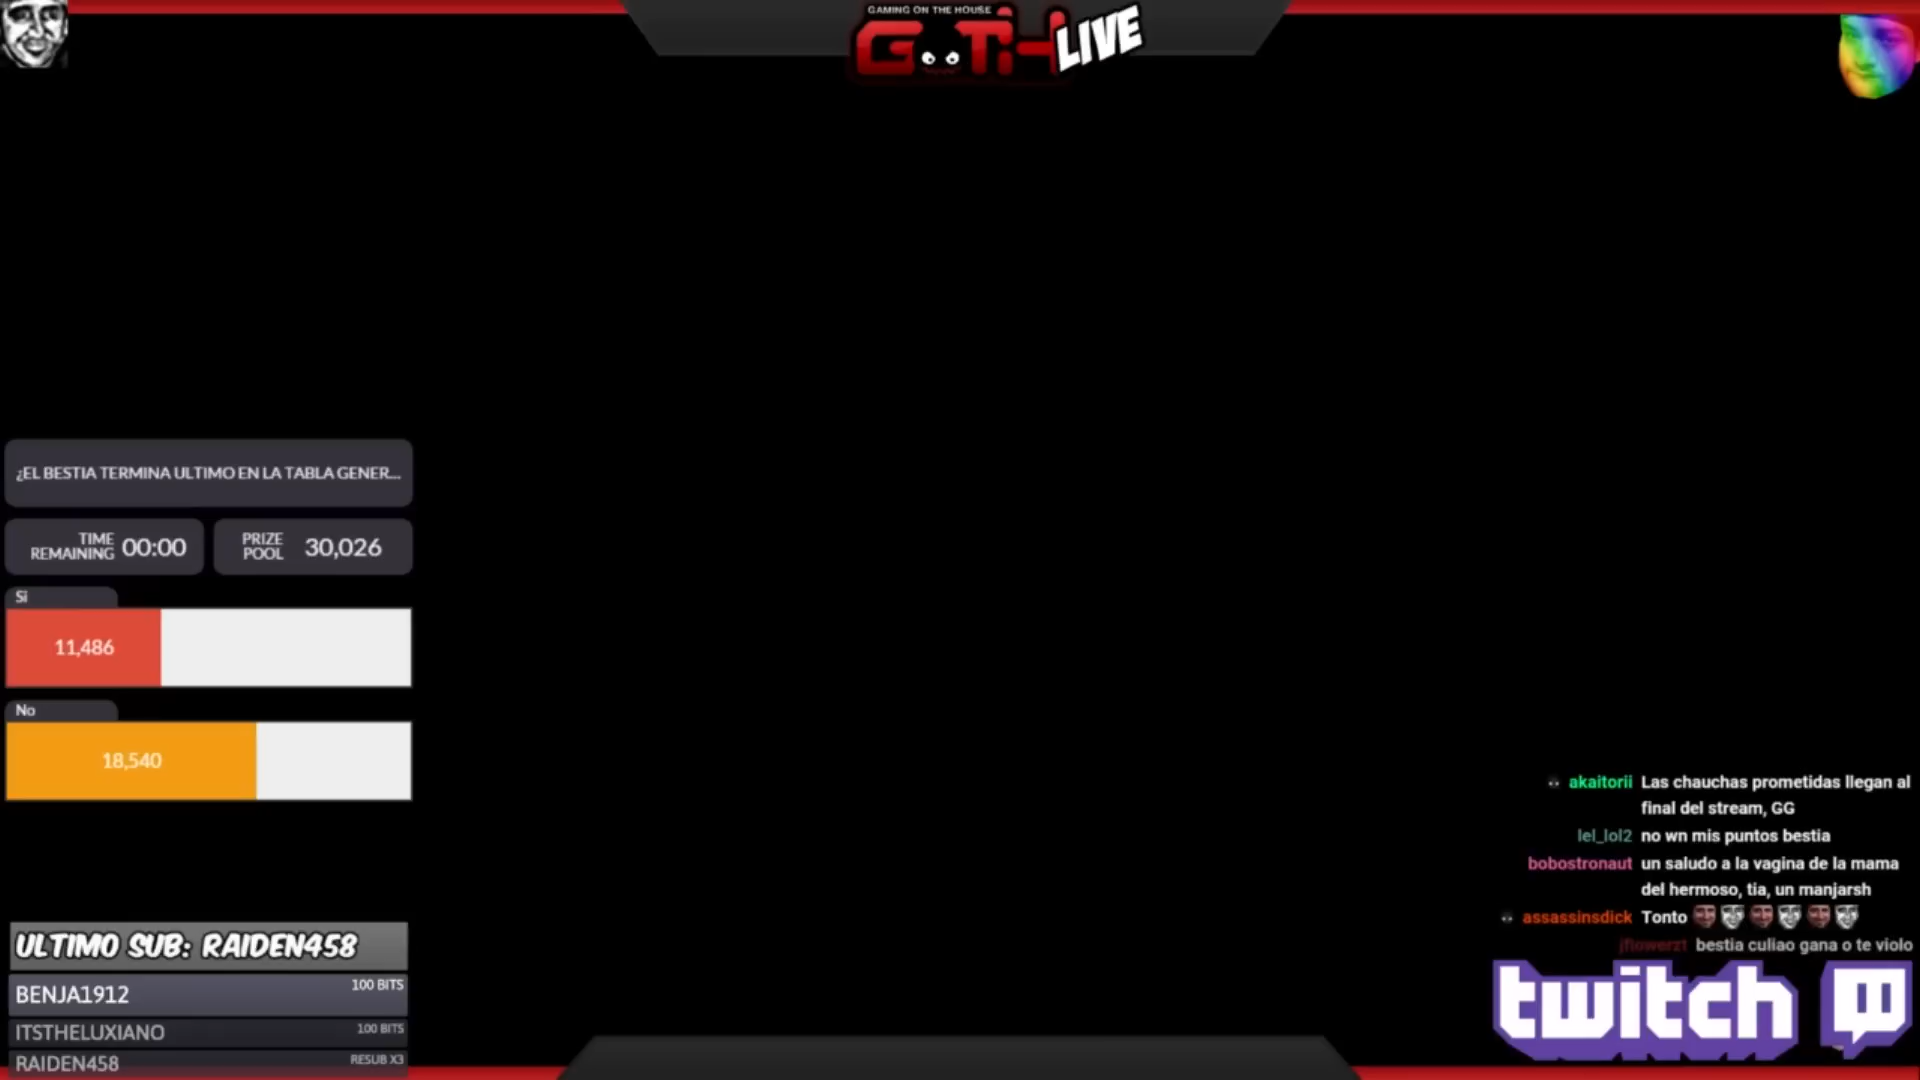 GAMING ON THE HOUSE
GOTH LIVE
¿EL BESTIA TERMINA ULTIMO EN LA TABLA GENER...
TIME REMAINING 00:00
PRIZE POOL 30,026
Si
11,486
No
18,540
akaitorii Las chauchas prometidas llegan al
final del stream, GG
lel_lol2 no wn mis puntos bestia
bobostronaut un saludo a la vagina de la mama
del hermoso, tia, un manjarsh
assassinsdick Tonto
jflowerzt bestia culiao gana o te violo
ULTIMO SUB: RAIDEN458
BENJA1912 100 BITS
ITSTHELUXIANO 100 BITS
RAIDEN458 RESUB X3
twitch